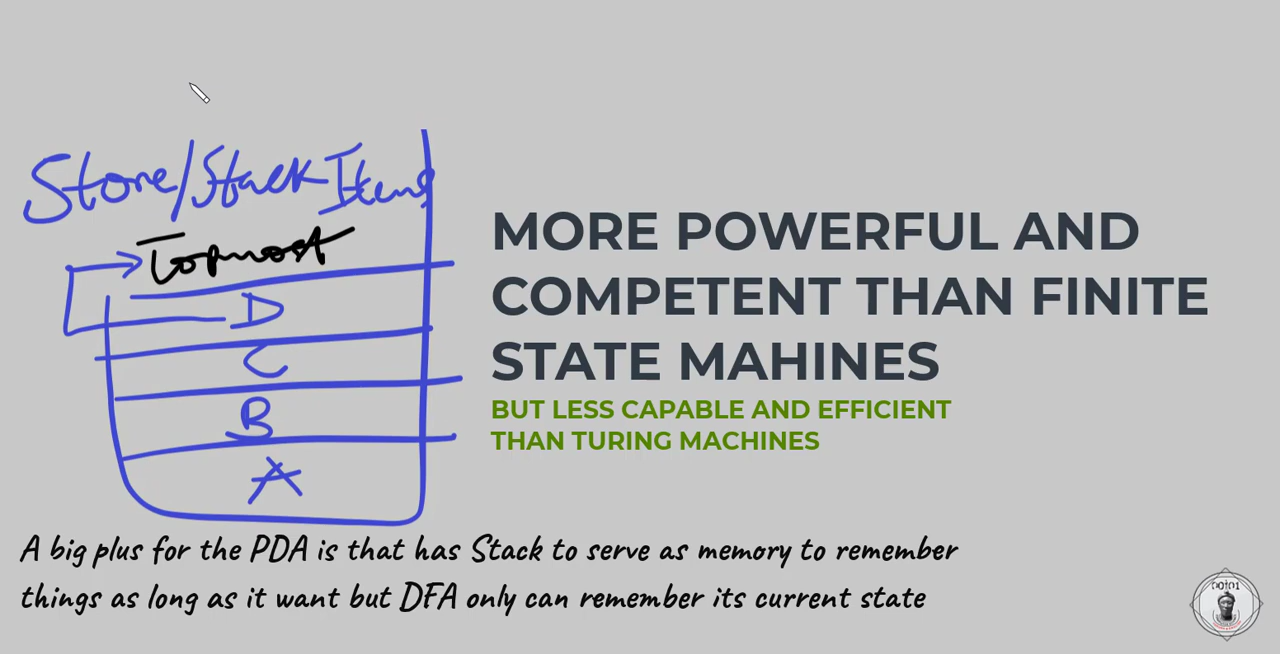 Store/Stack Items
Topmost
D
C
B
A
MORE POWERFUL AND
COMPETENT THAN FINITE
STATE MAHINES
BUT LESS CAPABLE AND EFFICIENT
THAN TURING MACHINES
A big plus for the PDA is that has Stack to serve as memory to remember
things as long as it want but DFA only can remember its current state
00101